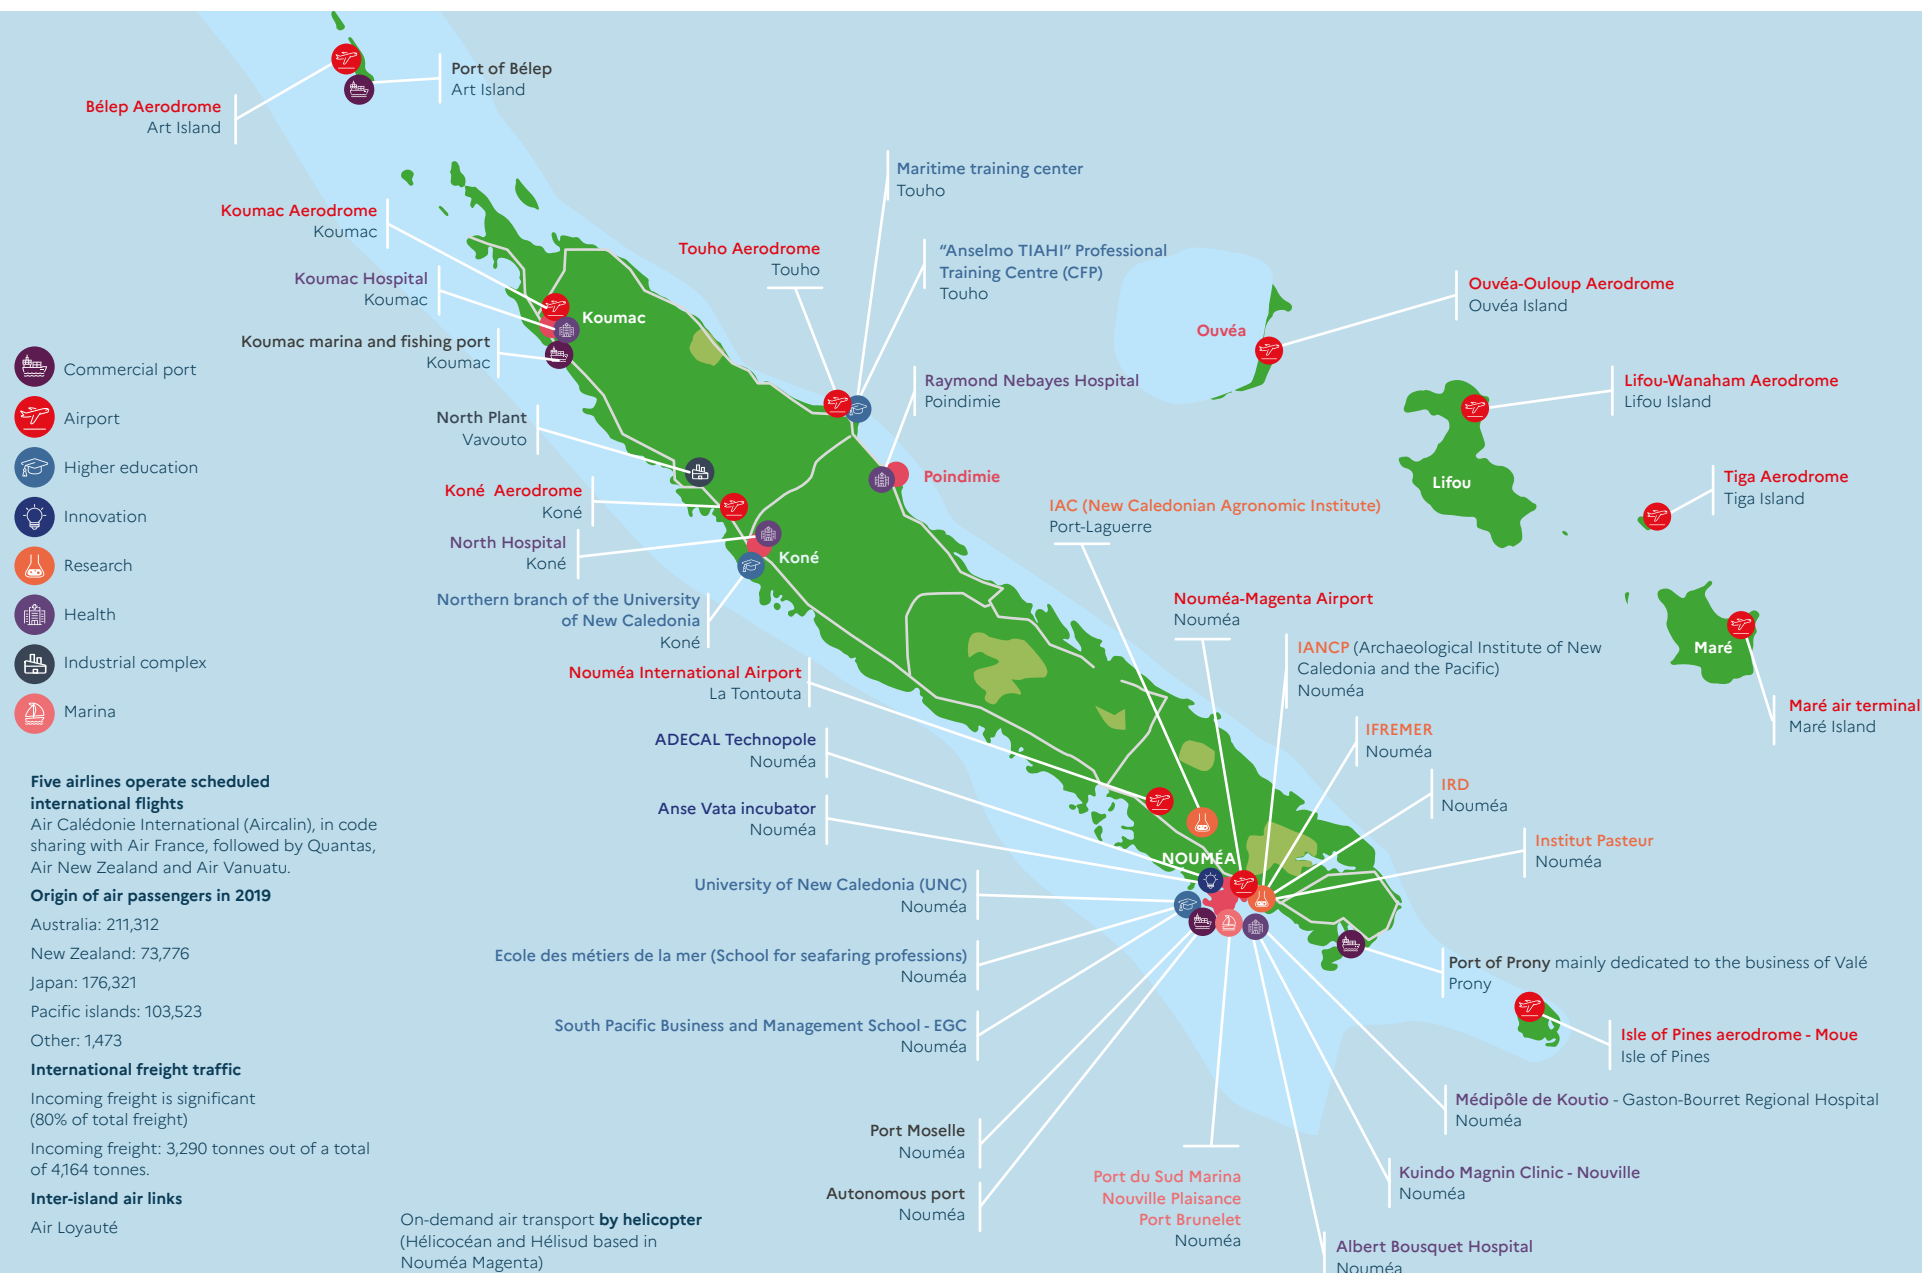 Port of Bélep
Art Island
Bélep Aerodrome
Art Island
Maritime training center
Touho
Koumac Aerodrome
Koumac
Touho Aerodrome
Touho
“Anselmo TIAHI” Professional
Training Centre (CFP)
Touho
Koumac Hospital
Koumac
Ouvéa-Ouloup Aerodrome
Ouvéa Island
Koumac
Ouvéa
Koumac marina and fishing port
Koumac
Commercial port
Airport
Higher education
Innovation
Research
Health
Industrial complex
Marina
Raymond Nebayes Hospital
Poindimie
Lifou-Wanaham Aerodrome
Lifou Island
North Plant
Vavouto
Poindimie
Lifou
Tiga Aerodrome
Tiga Island
Koné  Aerodrome
Koné
IAC (New Caledonian Agronomic Institute)
Port-Laguerre
North Hospital
Koné
Koné
Northern branch of the University
of New Caledonia
Koné
Nouméa-Magenta Airport
Nouméa
IANCP (Archaeological Institute of New
Caledonia and the Pacific)
Nouméa
Maré
Nouméa International Airport
La Tontouta
Maré air terminal
Maré Island
ADECAL Technopole
Nouméa
IFREMER
Nouméa
Anse Vata incubator
Nouméa
IRD
Nouméa
Institut Pasteur
Nouméa
NOUMÉA
University of New Caledonia (UNC)
Nouméa
Ecole des métiers de la mer (School for seafaring professions)
Nouméa
Port of Prony mainly dedicated to the business of Valé
Prony
South Pacific Business and Management School - EGC
Nouméa
Isle of Pines aerodrome - Moue
Isle of Pines
Médipôle de Koutio - Gaston-Bourret Regional Hospital
Nouméa
Port Moselle
Nouméa
Kuindo Magnin Clinic - Nouville
Nouméa
Autonomous port
Nouméa
Port du Sud Marina
Nouville Plaisance
Port Brunelet
Nouméa
Albert Bousquet Hospital
Nouméa
Five airlines operate scheduled
international flights
Air Calédonie International (Aircalin), in code
sharing with Air France, followed by Quantas,
Air New Zealand and Air Vanuatu.
Origin of air passengers in 2019
Australia: 211,312
New Zealand: 73,776
Japan: 176,321
Pacific islands: 103,523
Other: 1,473
International freight traffic
Incoming freight is significant
(80% of total freight)
Incoming freight: 3,290 tonnes out of a total
of 4,164 tonnes.
Inter-island air links
Air Loyauté
On-demand air transport by helicopter
(Hélicocéan and Hélisud based in
Nouméa Magenta)